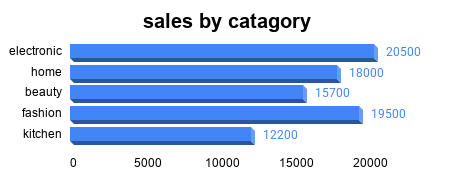 sales by catagory
electronic 20500
home 18000
beauty 15700
fashion 19500
kitchen 12200
0 5000 10000 15000 20000